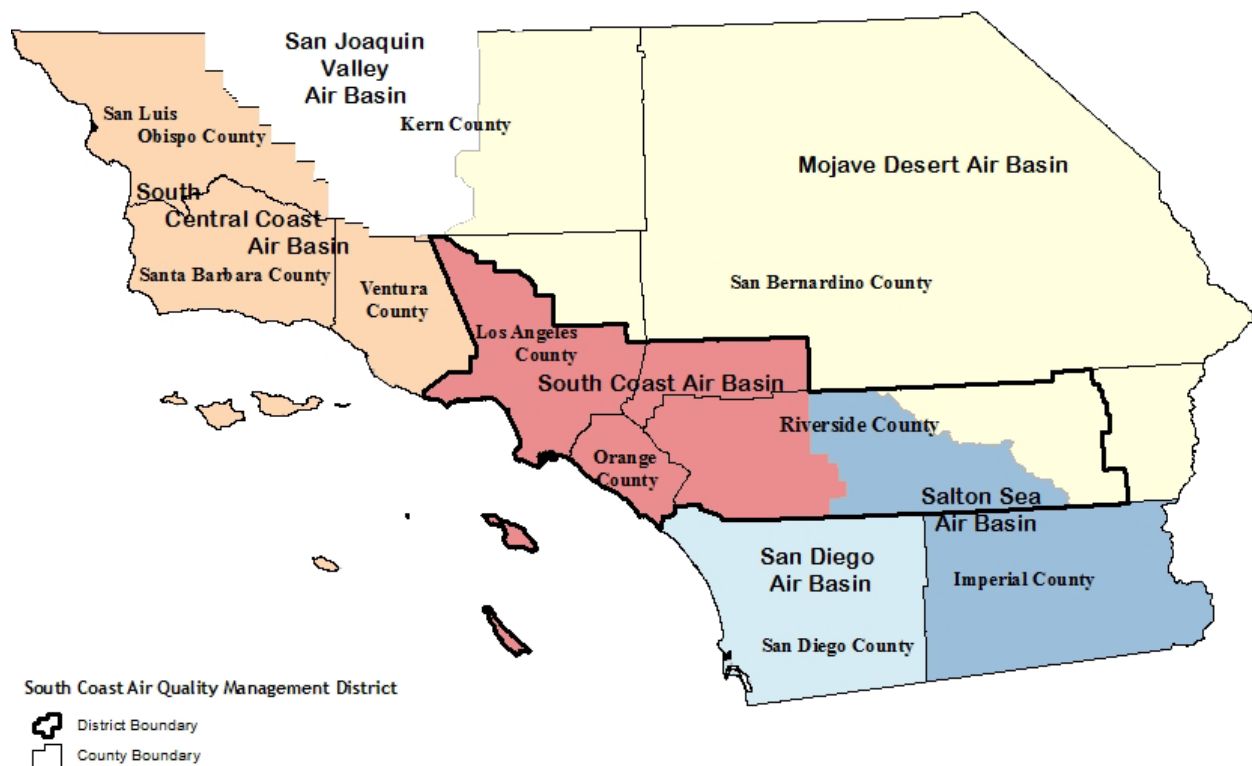 San Joaquin
Valley
Air Basin
San Luis
Obispo County
Kern County
Mojave Desert Air Basin
South
Central Coast
Air Basin
Santa Barbara County
Ventura
County
San Bernardino County
Los Angeles
County
South Coast Air Basin
Riverside County
Orange
County
Salton Sea
Air Basin
San Diego
Air Basin
Imperial County
San Diego County
South Coast Air Quality Management District
District Boundary
County Boundary